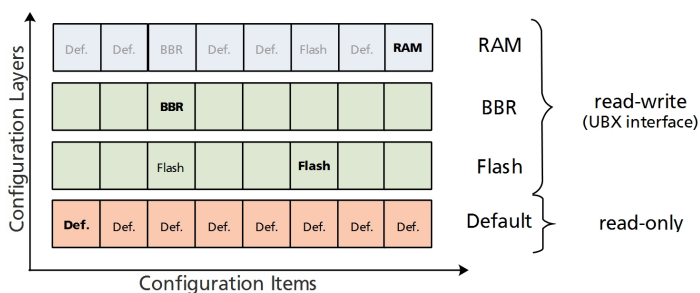 Configuration Layers
Def. Def. BBR Def. Def. Flash Def. RAM
RAM
BBR
BBR
read-write
(UBX interface)
Flash Flash
Flash
Def. Def. Def. Def. Def. Def. Def. Def.
Default
read-only
Configuration Items